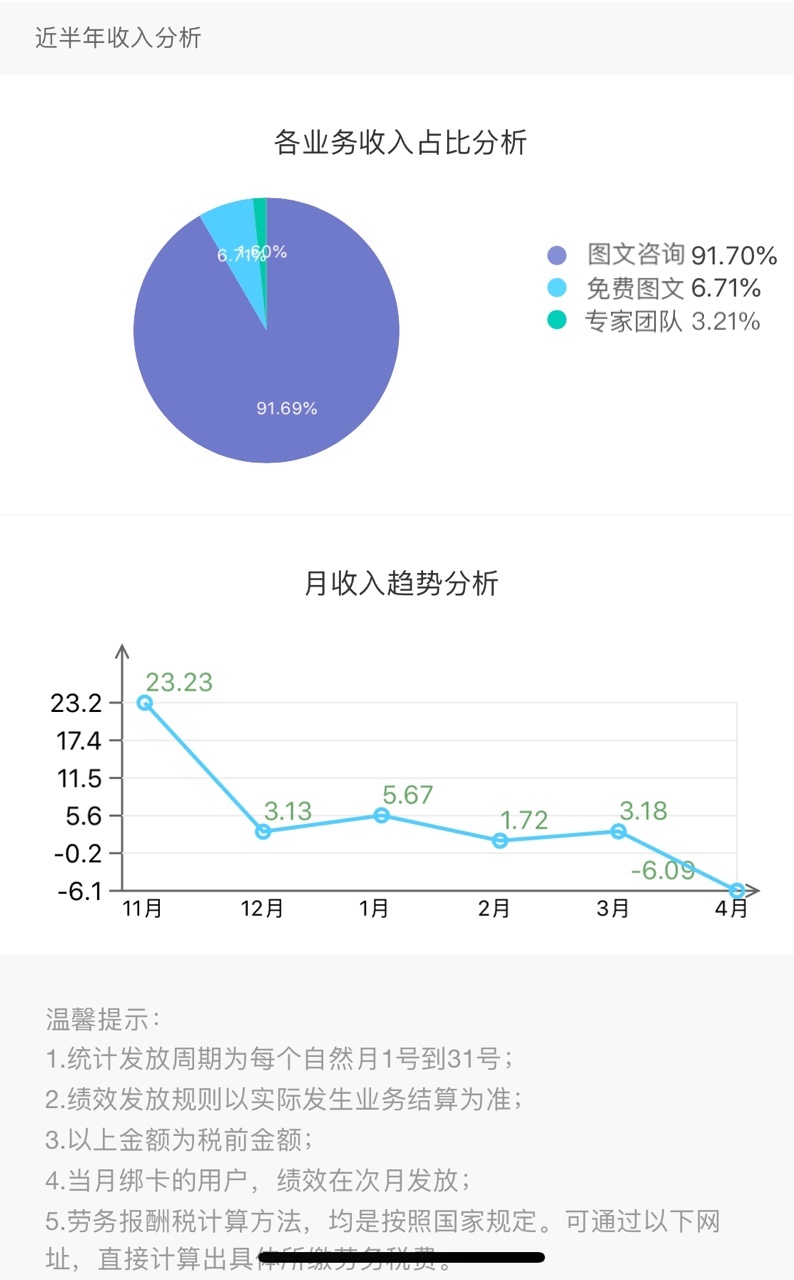 近半年收入分析
各业务收入占比分析
6.71%
1.60%
91.69%
图文咨询 91.70%
免费图文 6.71%
专家团队 3.21%
月收入趋势分析
23.23
3.13
5.67
1.72
3.18
-6.09
23.2
17.4
11.5
5.6
-0.2
-6.1
11月 12月 1月 2月 3月 4月
温馨提示：
1.统计发放周期为每个自然月1号到31号；
2.绩效发放规则以实际发生业务结算为准；
3.以上金额为税前金额；
4.当月绑卡的用户，绩效在次月发放；
5.劳务报酬税计算方法，均是按照国家规定。可通过以下网
址，直接计算出具体所缴劳务税费。